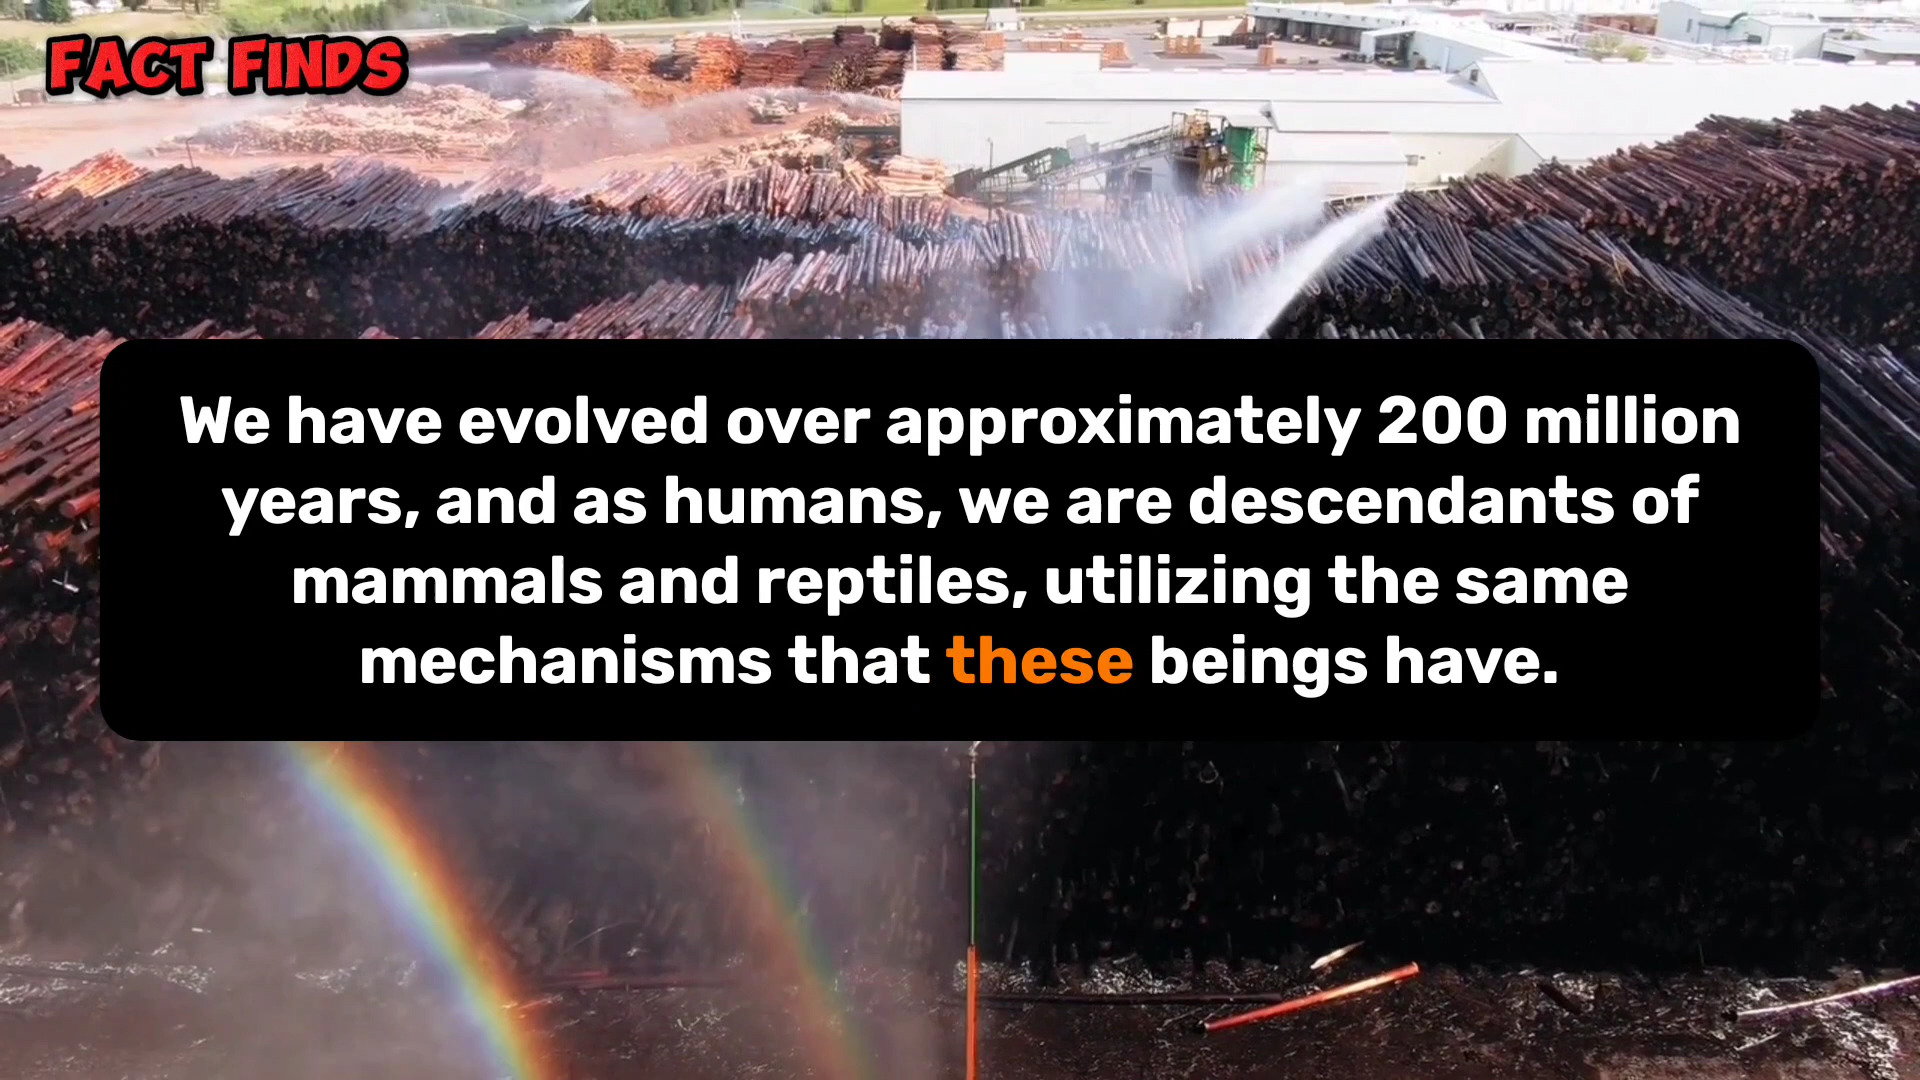 FACT FINDS
We have evolved over approximately 200 million
years, and as humans, we are descendants of
mammals and reptiles, utilizing the same
mechanisms that these beings have.